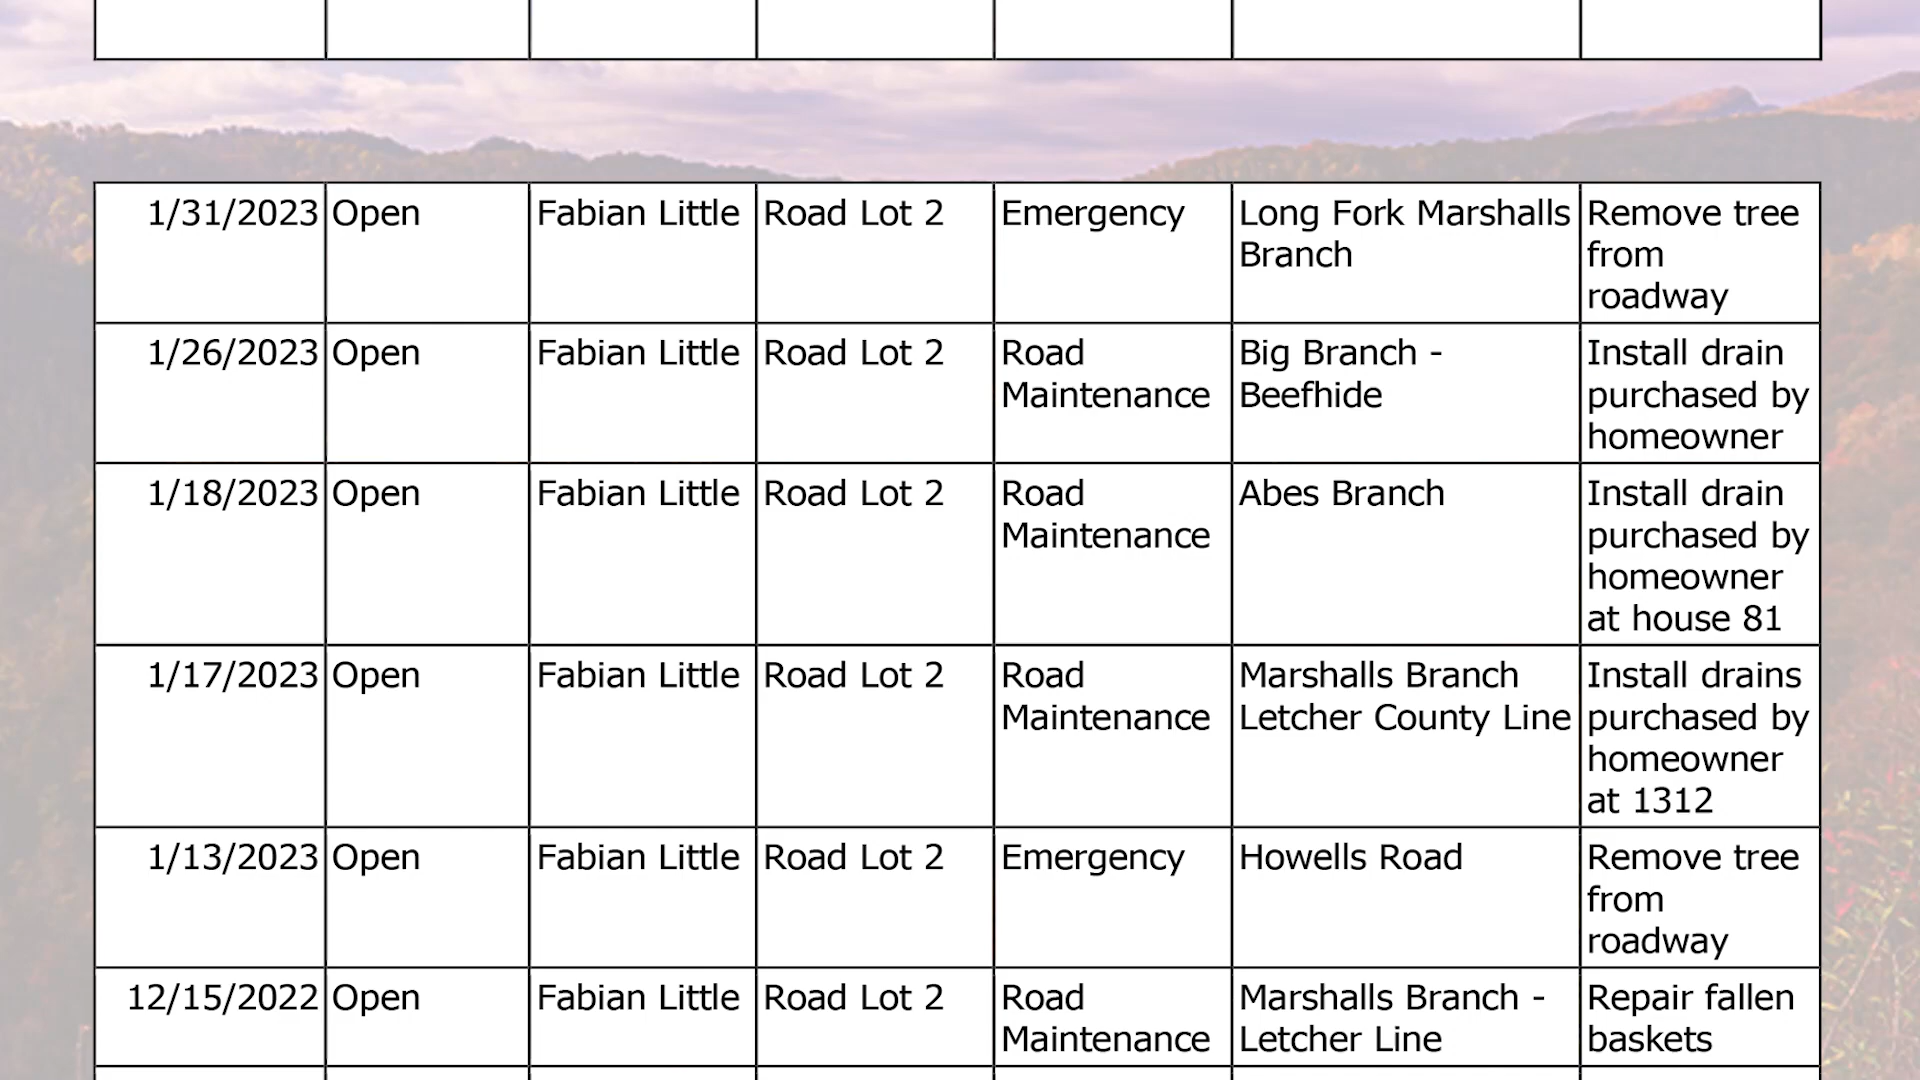 1/31/2023 Open Fabian Little Road Lot 2 Emergency Long Fork Marshalls Remove tree
Branch from
roadway
1/26/2023 Open Fabian Little Road Lot 2 Road Big Branch - Install drain
Maintenance Beefhide purchased by
homeowner
1/18/2023 Open Fabian Little Road Lot 2 Road Abes Branch Install drain
Maintenance purchased by
homeowner
at house 81
1/17/2023 Open Fabian Little Road Lot 2 Road Marshalls Branch Install drains
Maintenance Letcher County Line purchased by
homeowner
at 1312
1/13/2023 Open Fabian Little Road Lot 2 Emergency Howells Road Remove tree
from
roadway
12/15/2022 Open Fabian Little Road Lot 2 Road Marshalls Branch - Repair fallen
Maintenance Letcher Line baskets